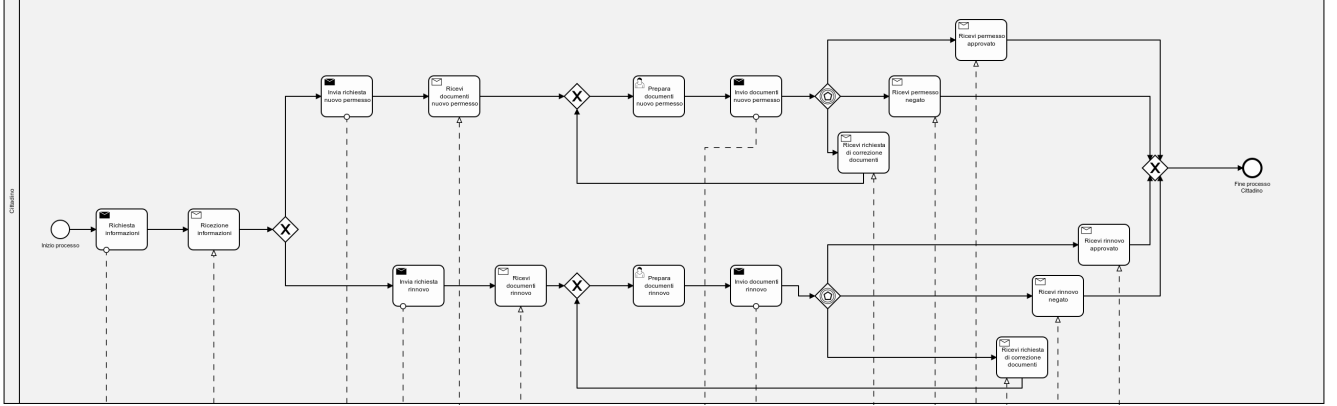 Cittadino
Inizio processo
Richiesta
informazioni
Ricezione
informazioni
X
Invia richiesta
nuovo permesso
Ricevi
documenti
nuovo permesso
X
Prepara
documenti
nuovo permesso
Invio documenti
nuovo permesso
Ricevi permesso
approvato
Ricevi permesso
negato
Ricevi richiesta
di correzione
documenti
Invia richiesta
rinnovo
Ricevi
documenti
rinnovo
X
Prepara
documenti
rinnovo
Invio documenti
rinnovo
Ricevi rinnovo
approvato
Ricevi rinnovo
negato
Ricevi richiesta
di correzione
documenti
X
Fine processo
Cittadino